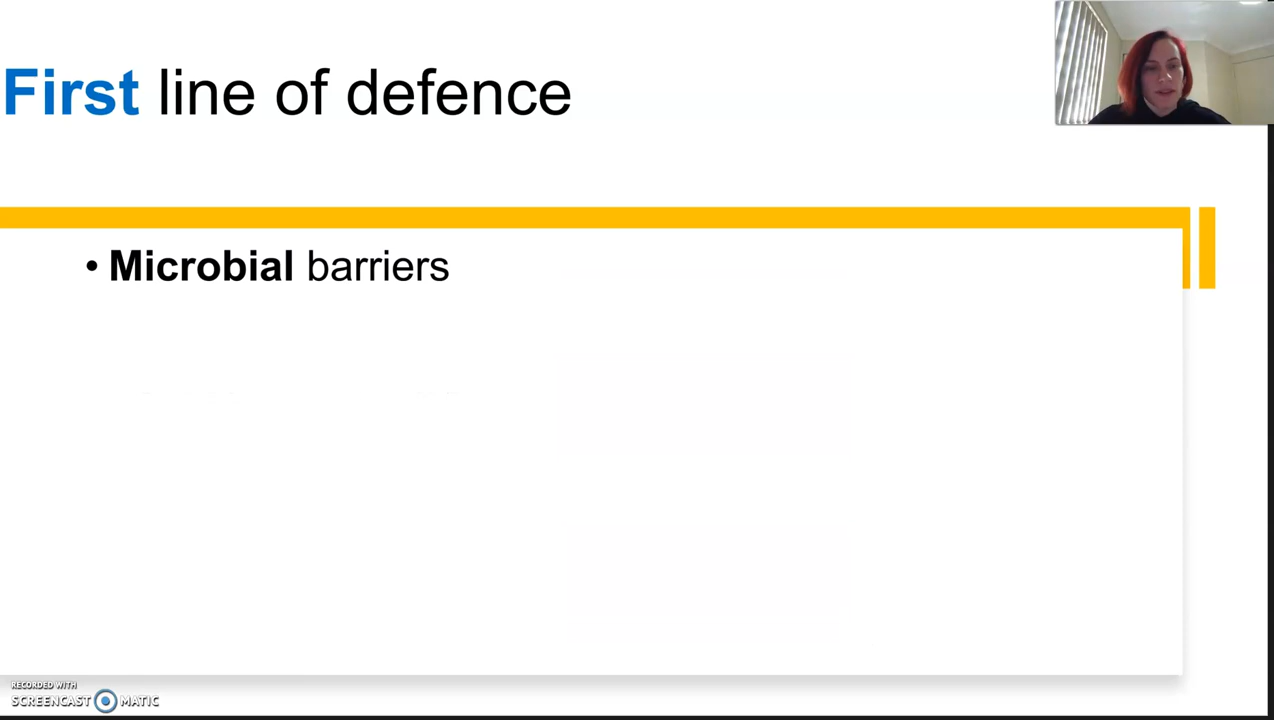 First line of defence
• Microbial barriers
RECORDED WITH
SCREENCAST MATIC